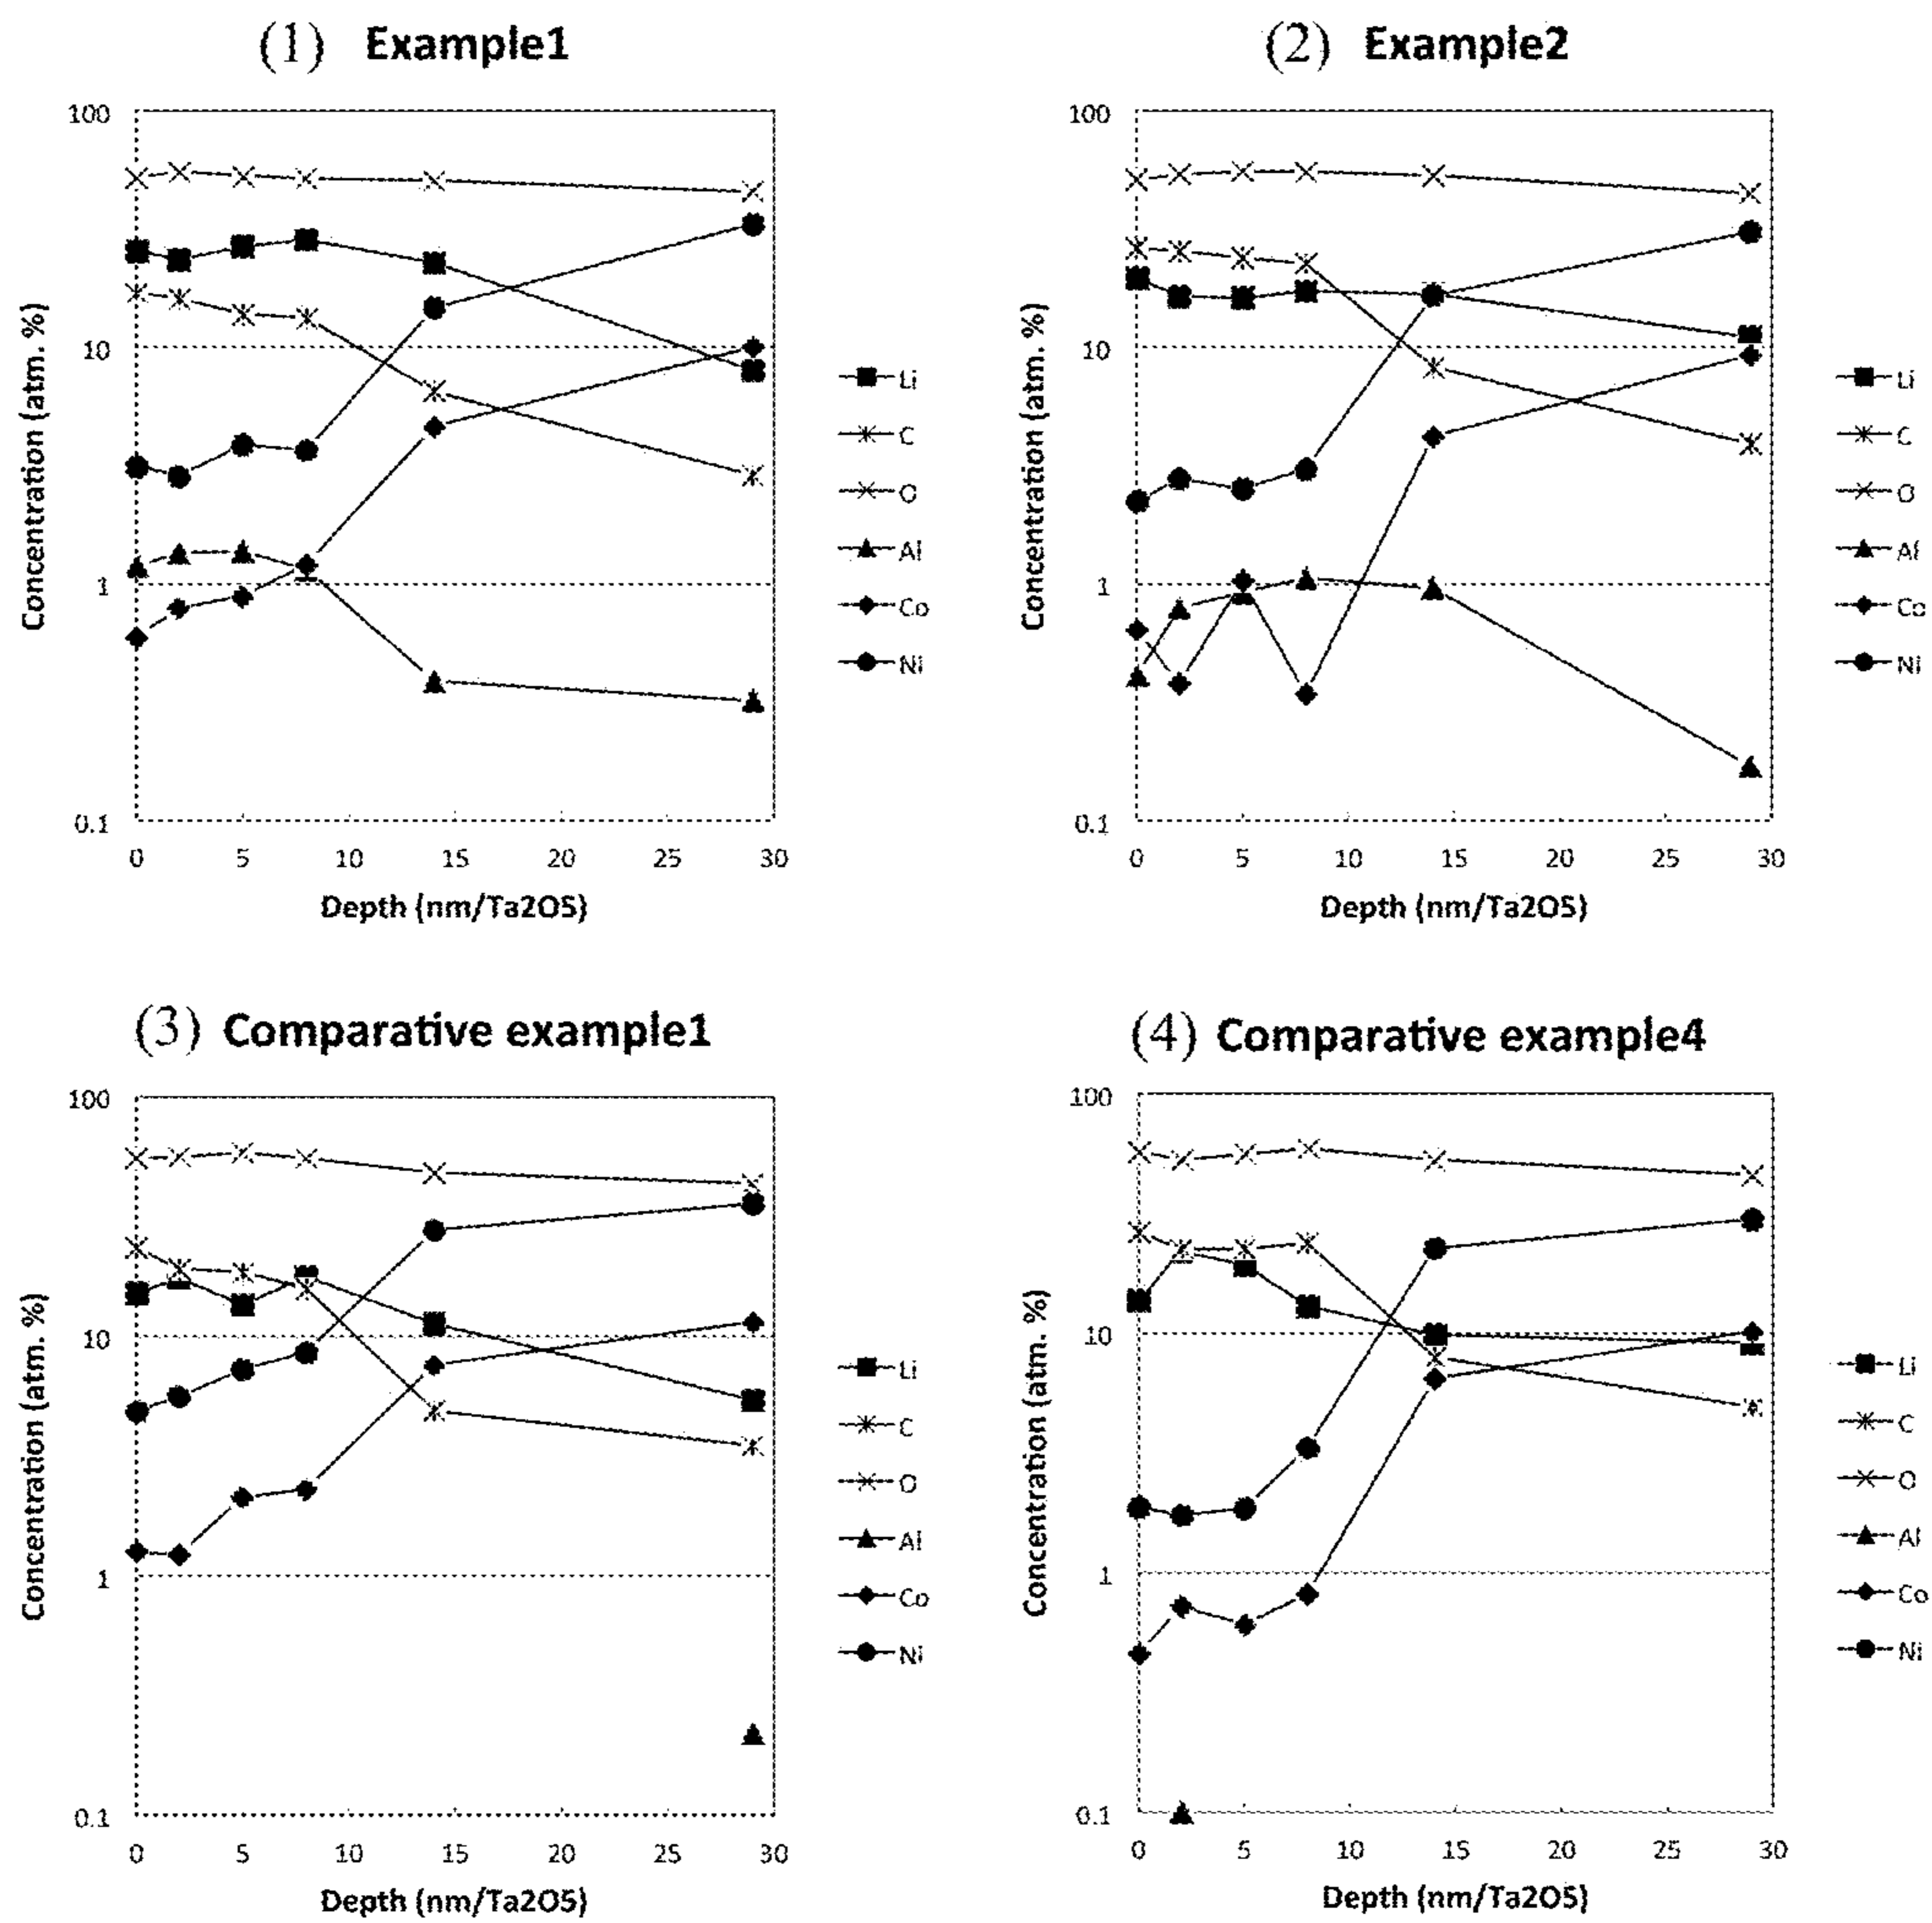 (1) Example1
100
10
1
0.1
0 5 10 15 20 25 30
Concentration (atm. %)
Depth (nm/Ta2O5)
Li
C
O
Al
Co
Ni
(2) Example2
100
10
1
0.1
0 5 10 15 20 25 30
Concentration (atm. %)
Depth (nm/Ta2O5)
Li
C
O
Al
Co
Ni
(3) Comparative example1
100
10
1
0.1
0 5 10 15 20 25 30
Concentration (atm. %)
Depth (nm/Ta2O5)
Li
C
O
Al
Co
Ni
(4) Comparative example4
100
10
1
0.1
0 5 10 15 20 25 30
Concentration (atm. %)
Depth (nm/Ta2O5)
Li
C
O
Al
Co
Ni